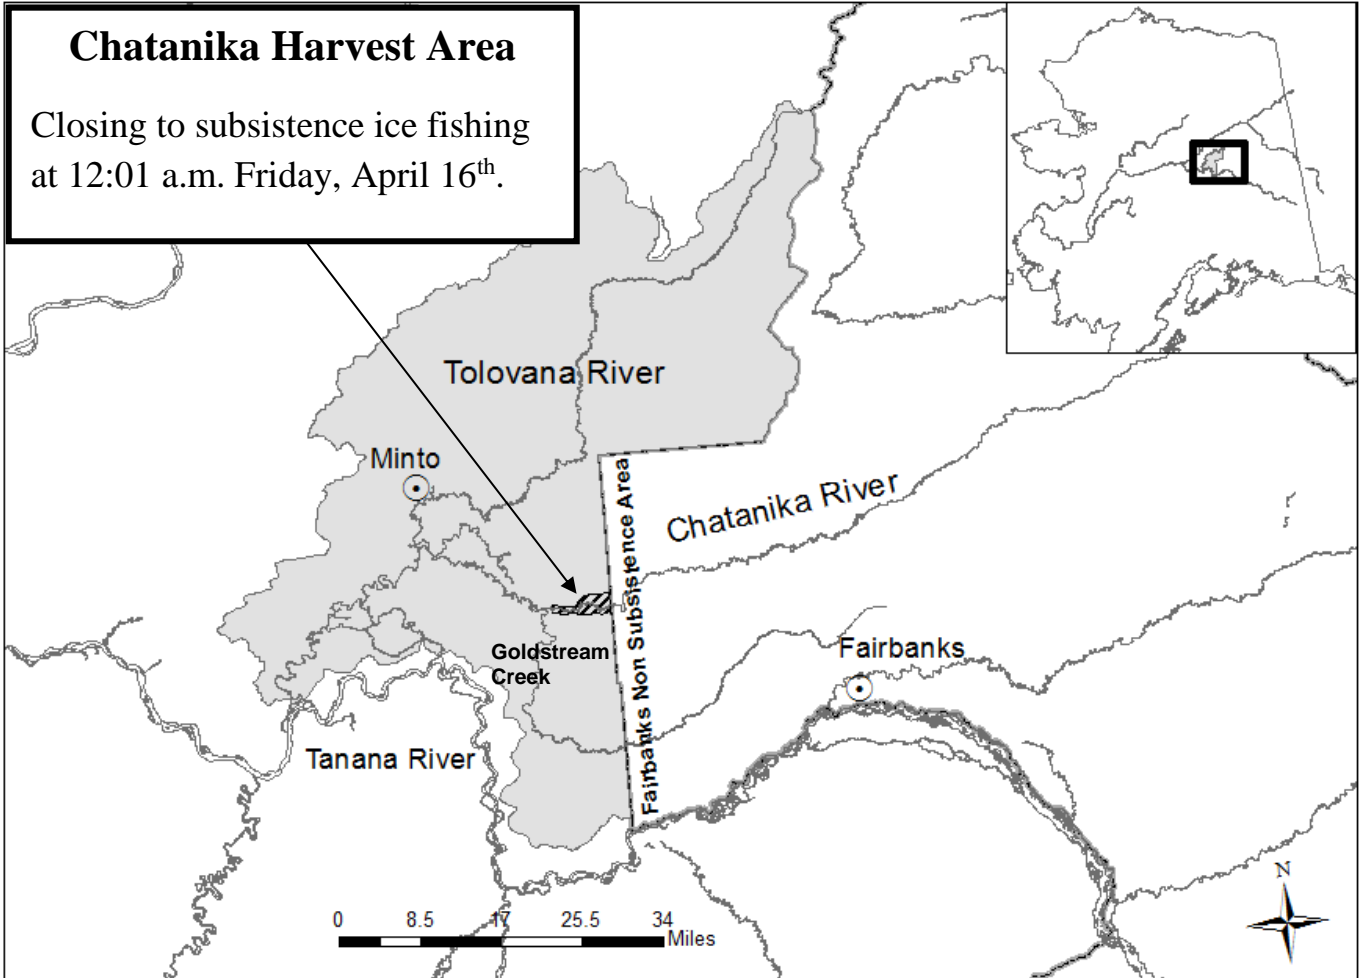 Chatanika Harvest Area
Closing to subsistence ice fishing
at 12:01 a.m. Friday, April 16th.
Tolovana River
Minto
Chatanika River
Fairbanks Non Subsistence Area
Goldstream
Creek
Fairbanks
Tanana River
N
0 8.5 17 25.5 34
Miles